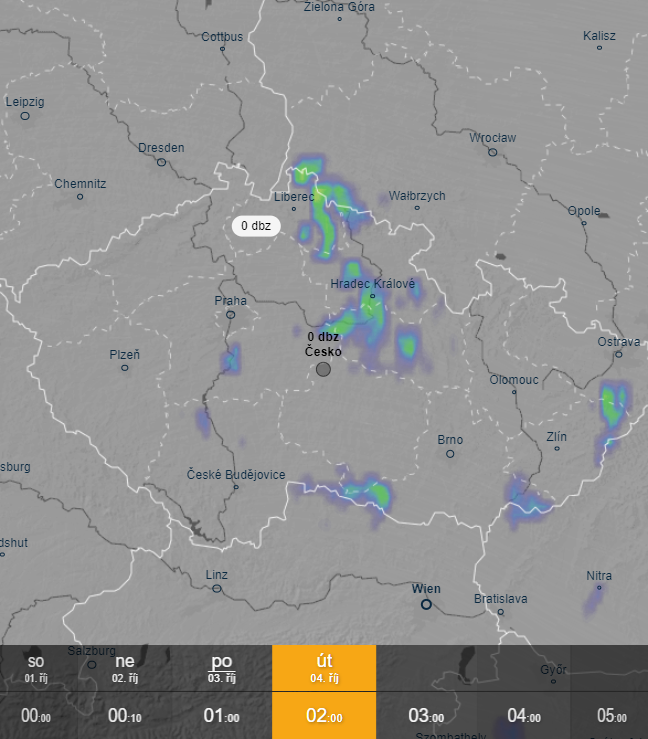 Zielona Góra
Cottbus
Kalisz
Leipzig
Dresden
Wrocław
Chemnitz
Liberec
Wałbrzych
Opole
0 dbz
Hradec Králové
Praha
0 dbz
Česko
Ostrava
Plzeň
Olomouc
Brno
Zlín
sburg
České Budějovice
dshut
Linz
Wien
Nitra
Bratislava
Salzburg
Győr
so ne po út
01. říj 02. říj 03. říj 04. říj
00:00 00:10 01:00 02:00 03:00 04:00 05:00
Szombathely